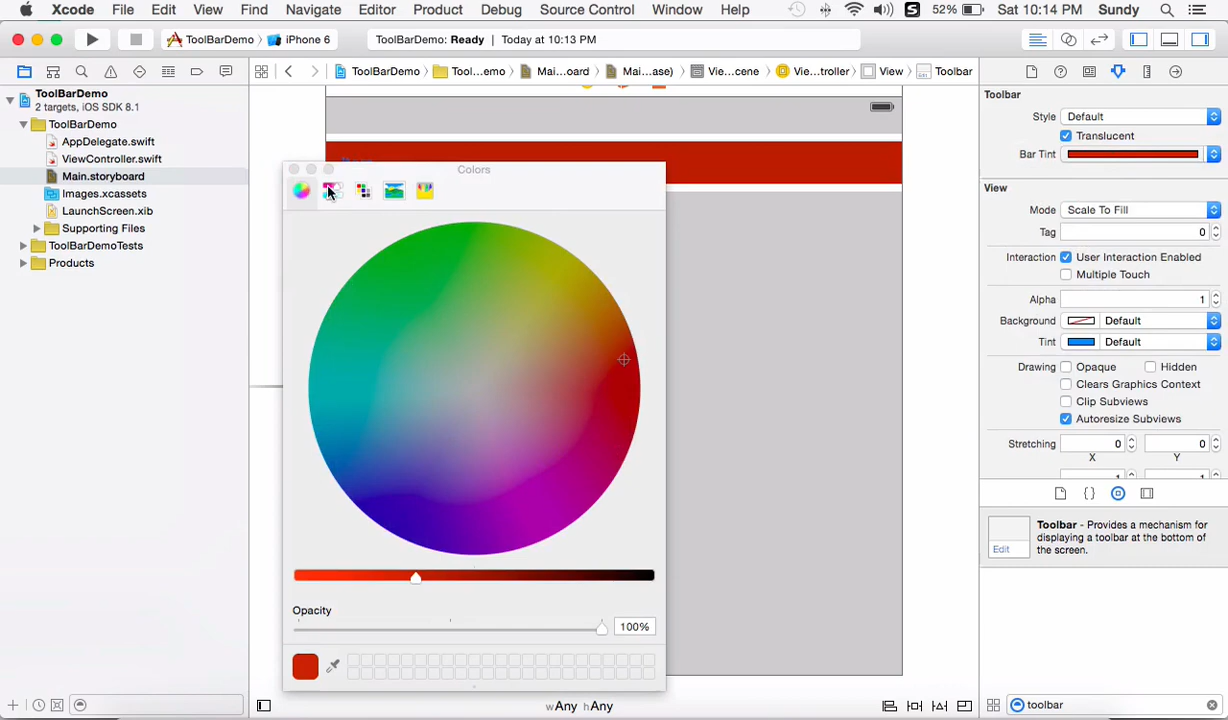 Xcode File Edit View Find Navigate Editor Product Debug Source Control Window Help 52% Sat 10:14 PM Sundy
ToolBarDemo iPhone 6 ToolBarDemo: Ready Today at 10:13 PM
ToolBarDemo Tool...emo Mai...oard Mai...ase) Vie...cene Vie...troller View Toolbar
ToolBarDemo
2 targets, iOS SDK 8.1
ToolBarDemo
AppDelegate.swift
ViewController.swift
Main.storyboard
Images.xcassets
LaunchScreen.xib
Supporting Files
ToolBarDemoTests
Products
Colors
Opacity
100%
wAny hAny
Toolbar
Style Default
Translucent
Bar Tint
View
Mode Scale To Fill
Tag 0
Interaction User Interaction Enabled
Multiple Touch
Alpha 1
Background Default
Tint Default
Drawing Opaque Hidden
Clears Graphics Context
Clip Subviews
Autoresize Subviews
Stretching 0 0
X Y
Edit
Toolbar - Provides a mechanism for
displaying a toolbar at the bottom of
the screen.
toolbar